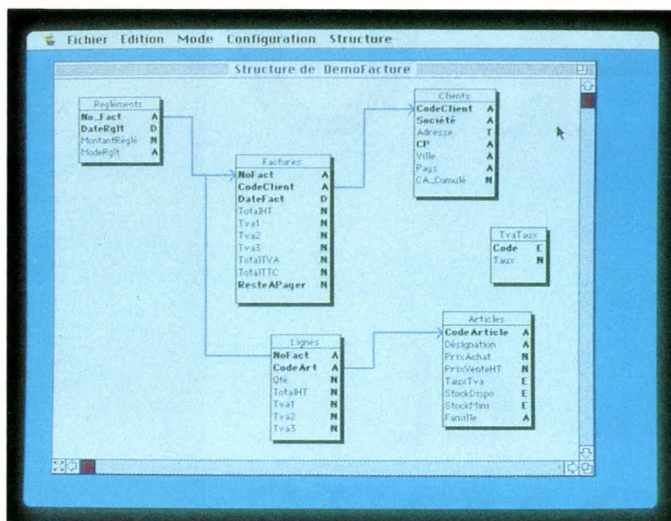 Fichier Edition Mode Configuration Structure
Structure de DemoFacture
Reglements
No_Fact A
DateRglt D
MontantRéglé N
ModeRglt A
Factures
NoFact A
CodeClient A
DateFact D
TotalHT N
Tva1 N
Tva2 N
Tva3 N
TotalTVA N
TotalTTC N
ResteAPayer N
Clients
CodeClient A
Société A
Adresse T
CP A
Ville A
Pays A
CA_Cumulé N
TvaTaux
Code E
Taux N
Lignes
NoFact A
CodeArt A
Qté N
TotalHT N
Tva1 N
Tva2 N
Tva3 N
Articles
CodeArticle A
Désignation A
PrixAchat N
PrixVenteHT N
TauxTva E
StockDispo E
StockMini E
Famille A